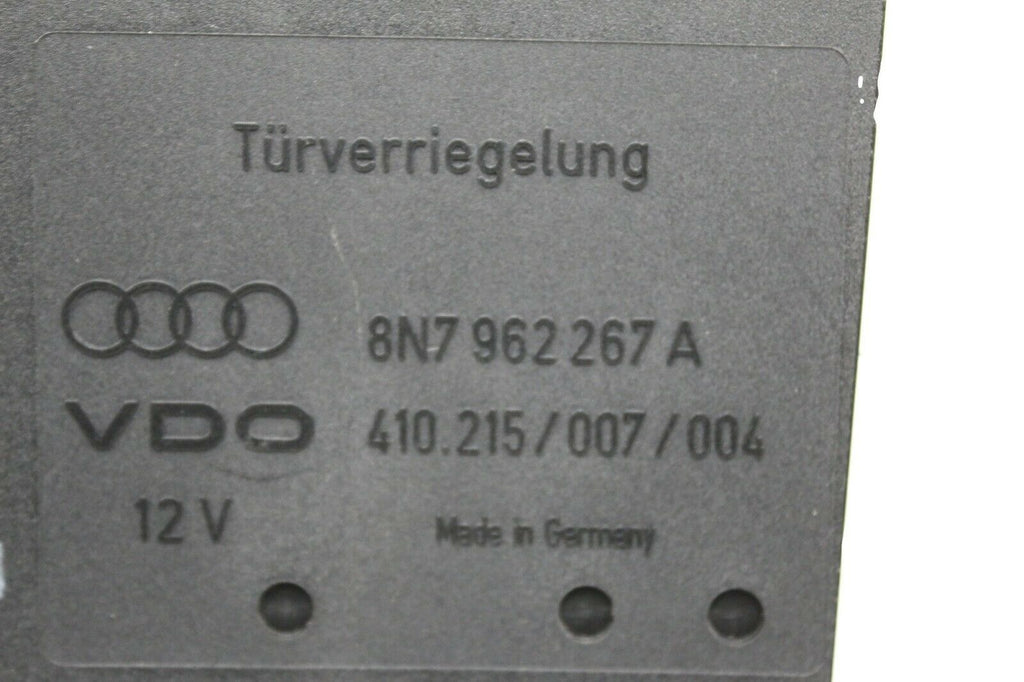 Türverriegelung
8N7 962 267 A
VDO 410.215/007/004
12 V Made in Germany